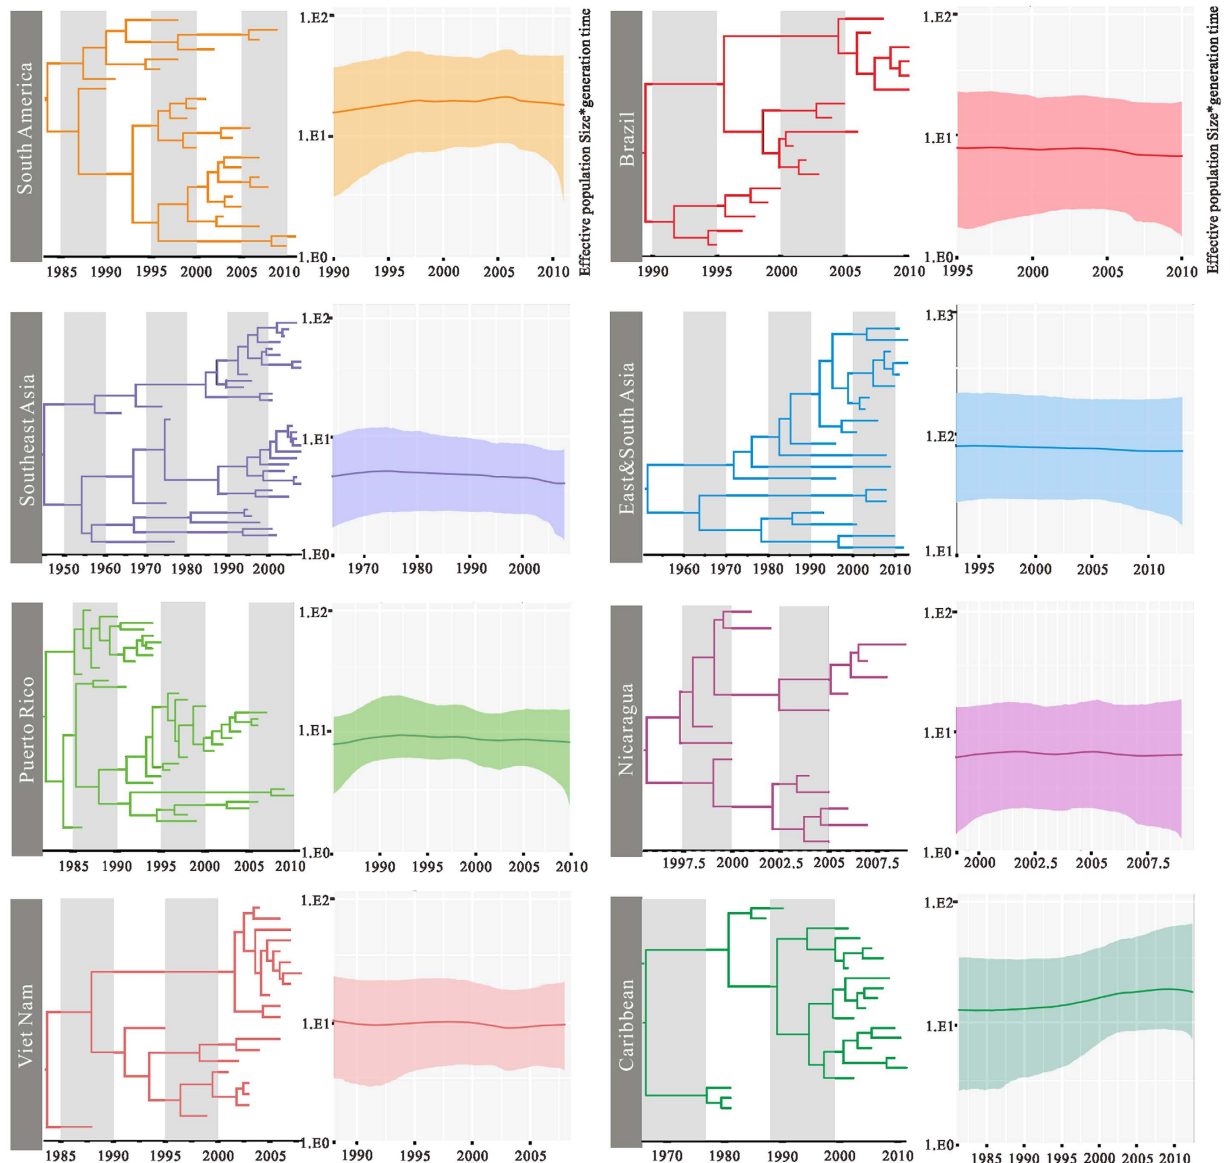 South America
1985 1990 1995 2000 2005 2010
1.E2
1.E1
1.E0
1990 1995 2000 2005 2010
Effective population Size*generation time
Brazil
1990 1995 2000 2005 2010
1.E2
1.E1
1.E0
1995 2000 2005 2010
Effective population Size*generation time
Southeast Asia
1950 1960 1970 1980 1990 2000
1.E2
1.E1
1.E0
1970 1980 1990 2000
East&South Asia
1960 1970 1980 1990 2000 2010
1.E3
1.E2
1.E1
1995 2000 2005 2010
Puerto Rico
1985 1990 1995 2000 2005 2010
1.E2
1.E1
1.E0
1990 1995 2000 2005 2010
Nicaragua
1997.5 2000 2002.5 2005 2007.5
1.E2
1.E1
1.E0
2000 2002.5 2005 2007.5
Viet Nam
1985 1990 1995 2000 2005
1.E2
1.E1
1.E0
1990 1995 2000 2005
Caribbean
1970 1980 1990 2000
1.E2
1.E1
1.E0
1985 1990 1995 2000 2005 2010